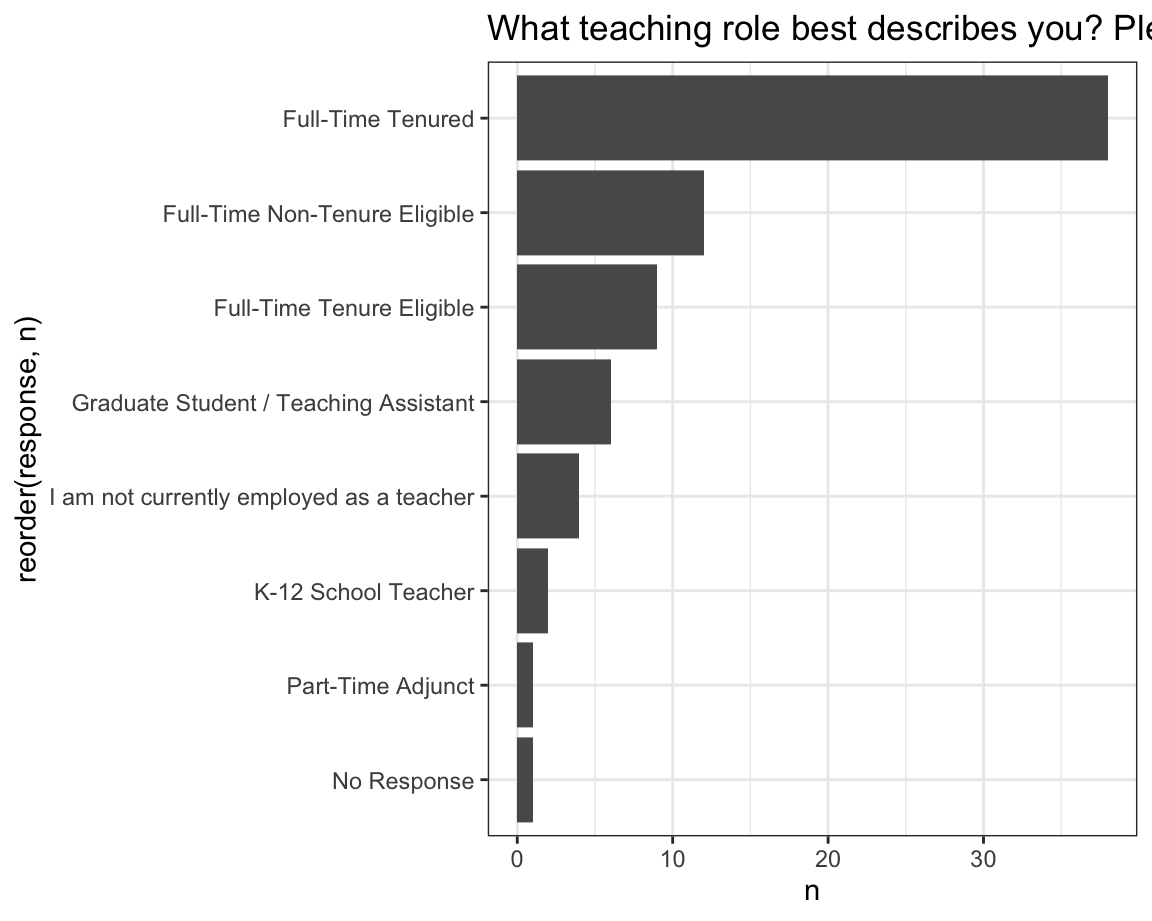 What teaching role best describes you? Ple
Full-Time Tenured
Full-Time Non-Tenure Eligible
Full-Time Tenure Eligible
Graduate Student / Teaching Assistant
I am not currently employed as a teacher
K-12 School Teacher
Part-Time Adjunct
No Response
reorder(response, n)
0 10 20 30
n